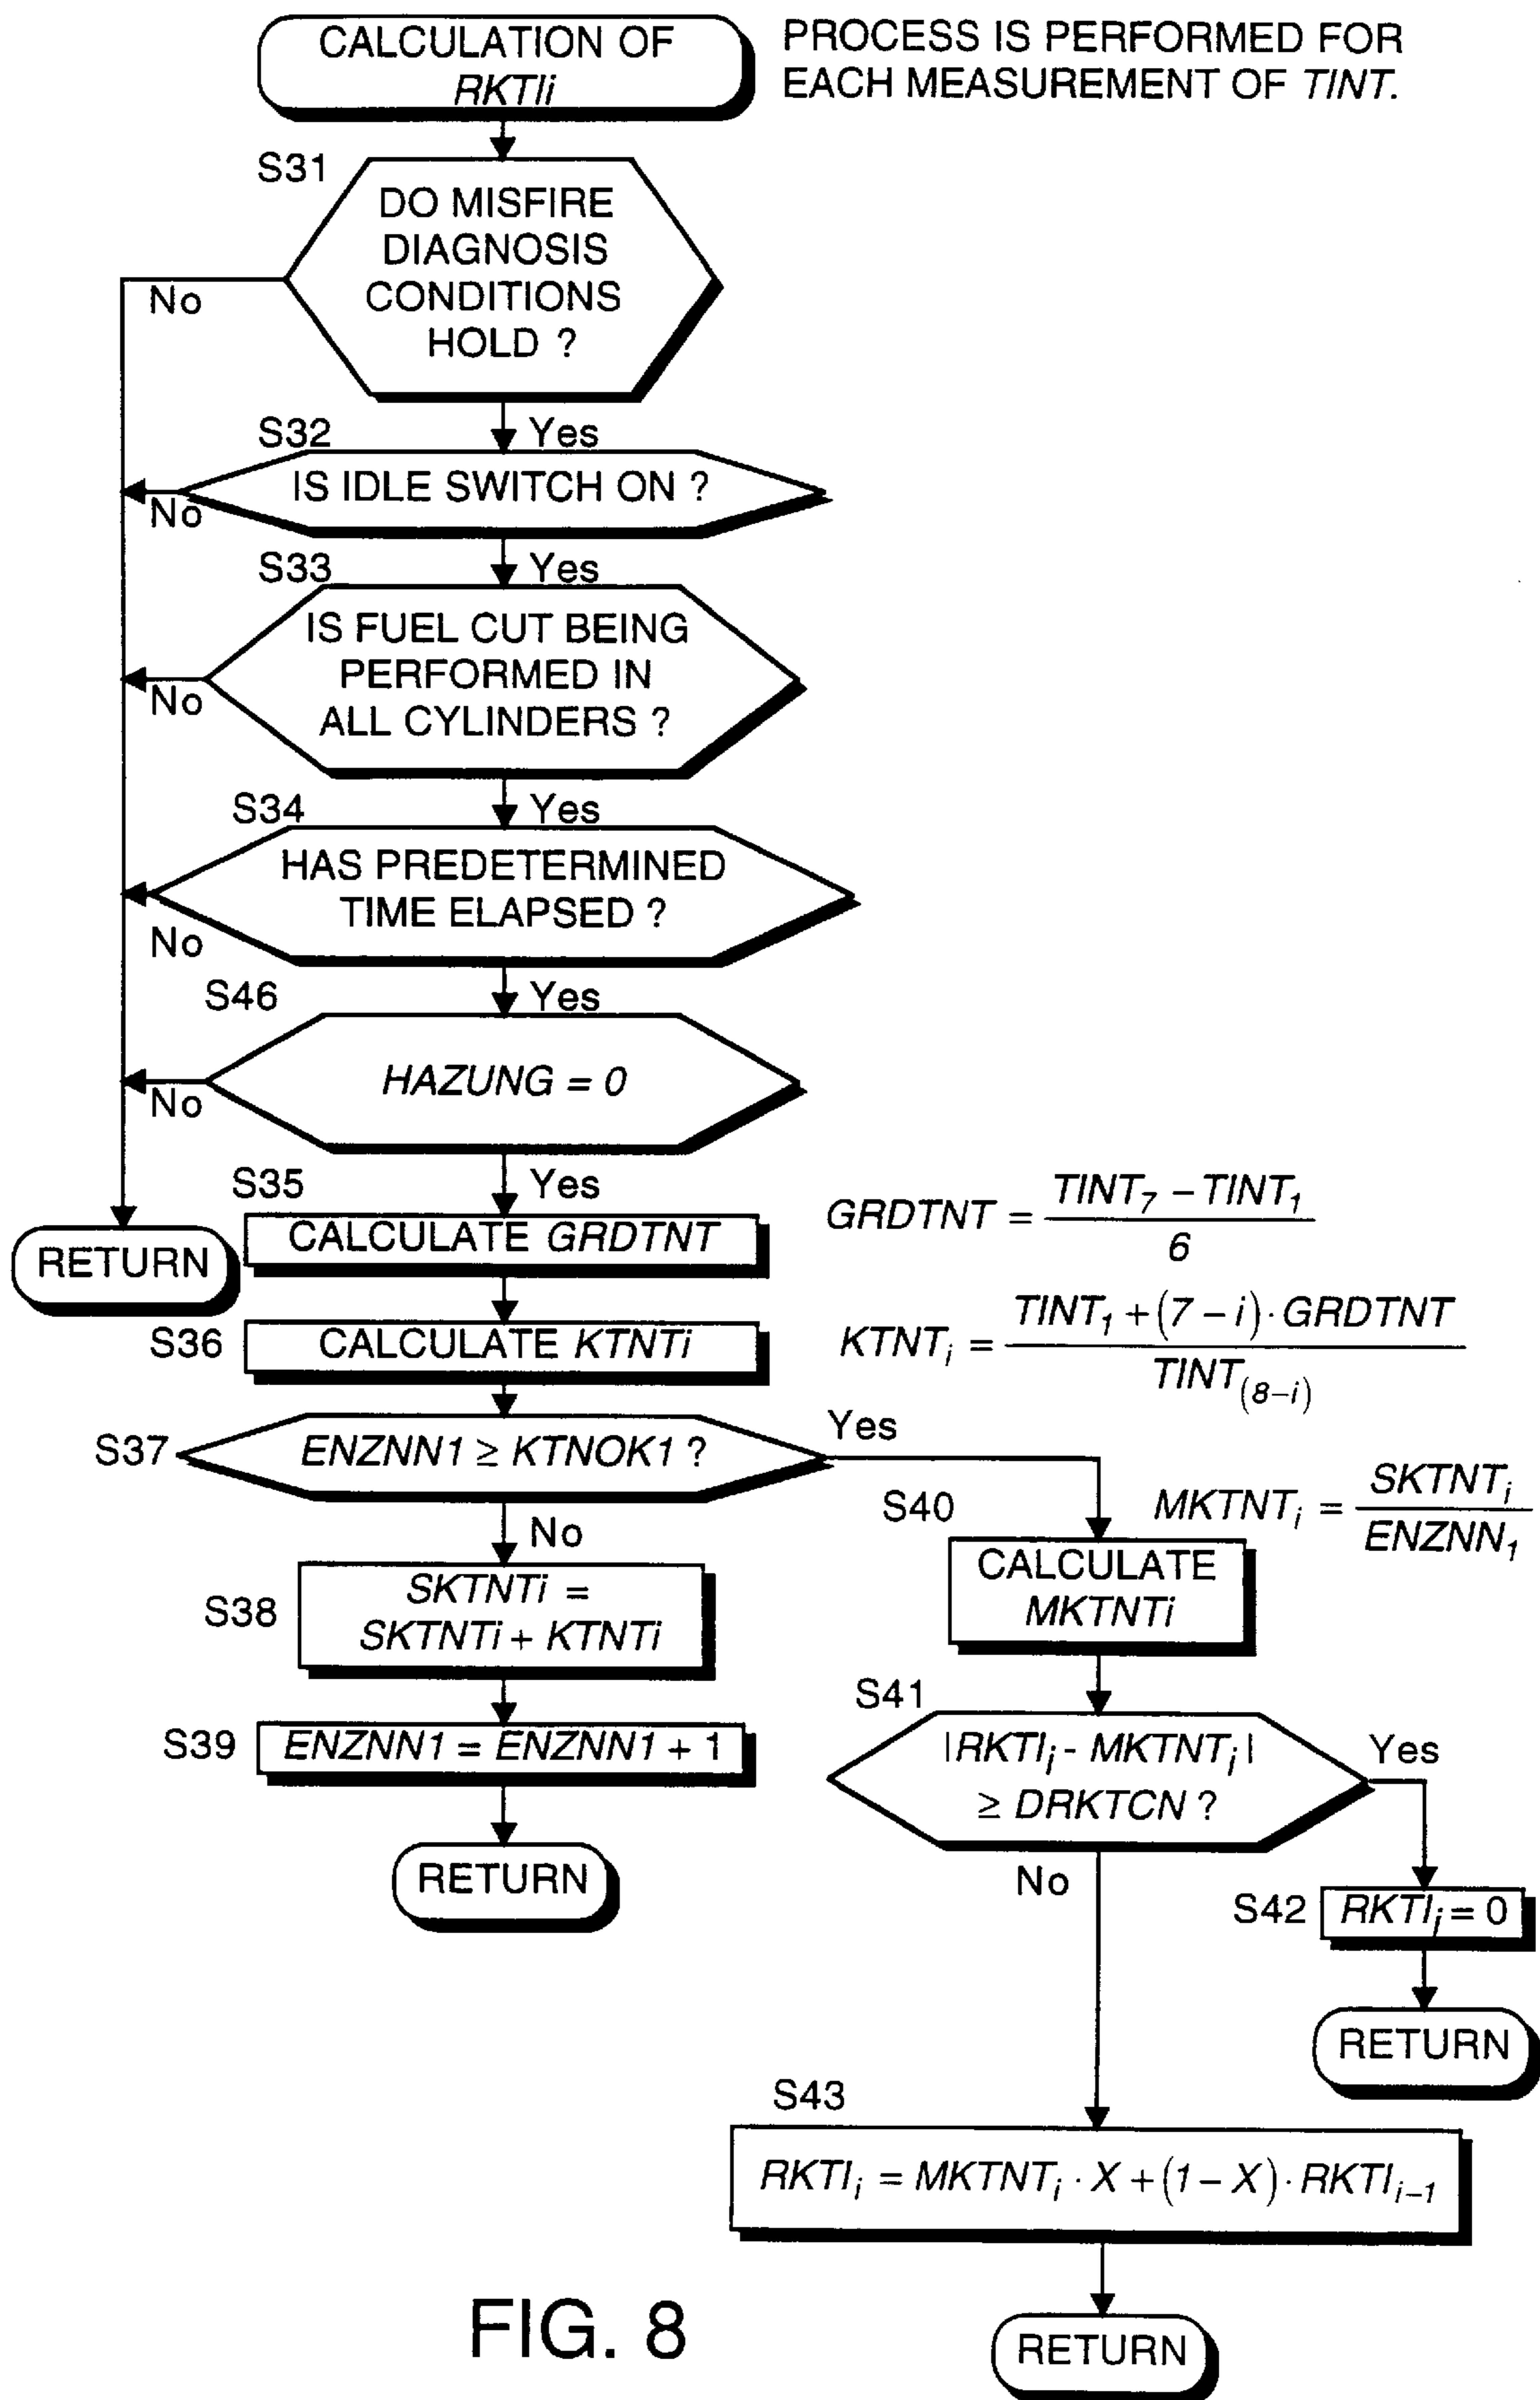 CALCULATION OF
RKTIi
PROCESS IS PERFORMED FOR
EACH MEASUREMENT OF TINT.
S31
DO MISFIRE
DIAGNOSIS
CONDITIONS
HOLD ?
No
Yes
S32
IS IDLE SWITCH ON ?
No
Yes
S33
IS FUEL CUT BEING
PERFORMED IN
ALL CYLINDERS ?
No
Yes
S34
HAS PREDETERMINED
TIME ELAPSED ?
No
Yes
S46
HAZUNG = 0
No
Yes
RETURN
S35
CALCULATE GRDTNT
GRDTNT = (TINT₇ – TINT₁) / 6
S36
CALCULATE KTNTi
KTNTᵢ = (TINT₁ + (7 – i) · GRDTNT) / TINT₍₈₋ᵢ₎
S37
ENZNN1 ≥ KTNOK1 ?
Yes
No
S38
SKTNTi =
SKTNTi + KTNTi
S39
ENZNN1 = ENZNN1 + 1
RETURN
S40
CALCULATE
MKTNTi
MKTNTᵢ = SKTNTᵢ / ENZNN₁
S41
|RKTIᵢ - MKTNTᵢ|
≥ DRKTCN ?
Yes
No
S42
RKTIᵢ = 0
RETURN
S43
RKTIᵢ = MKTNTᵢ · X + (1 – X) · RKTIᵢ₋₁
RETURN
FIG. 8